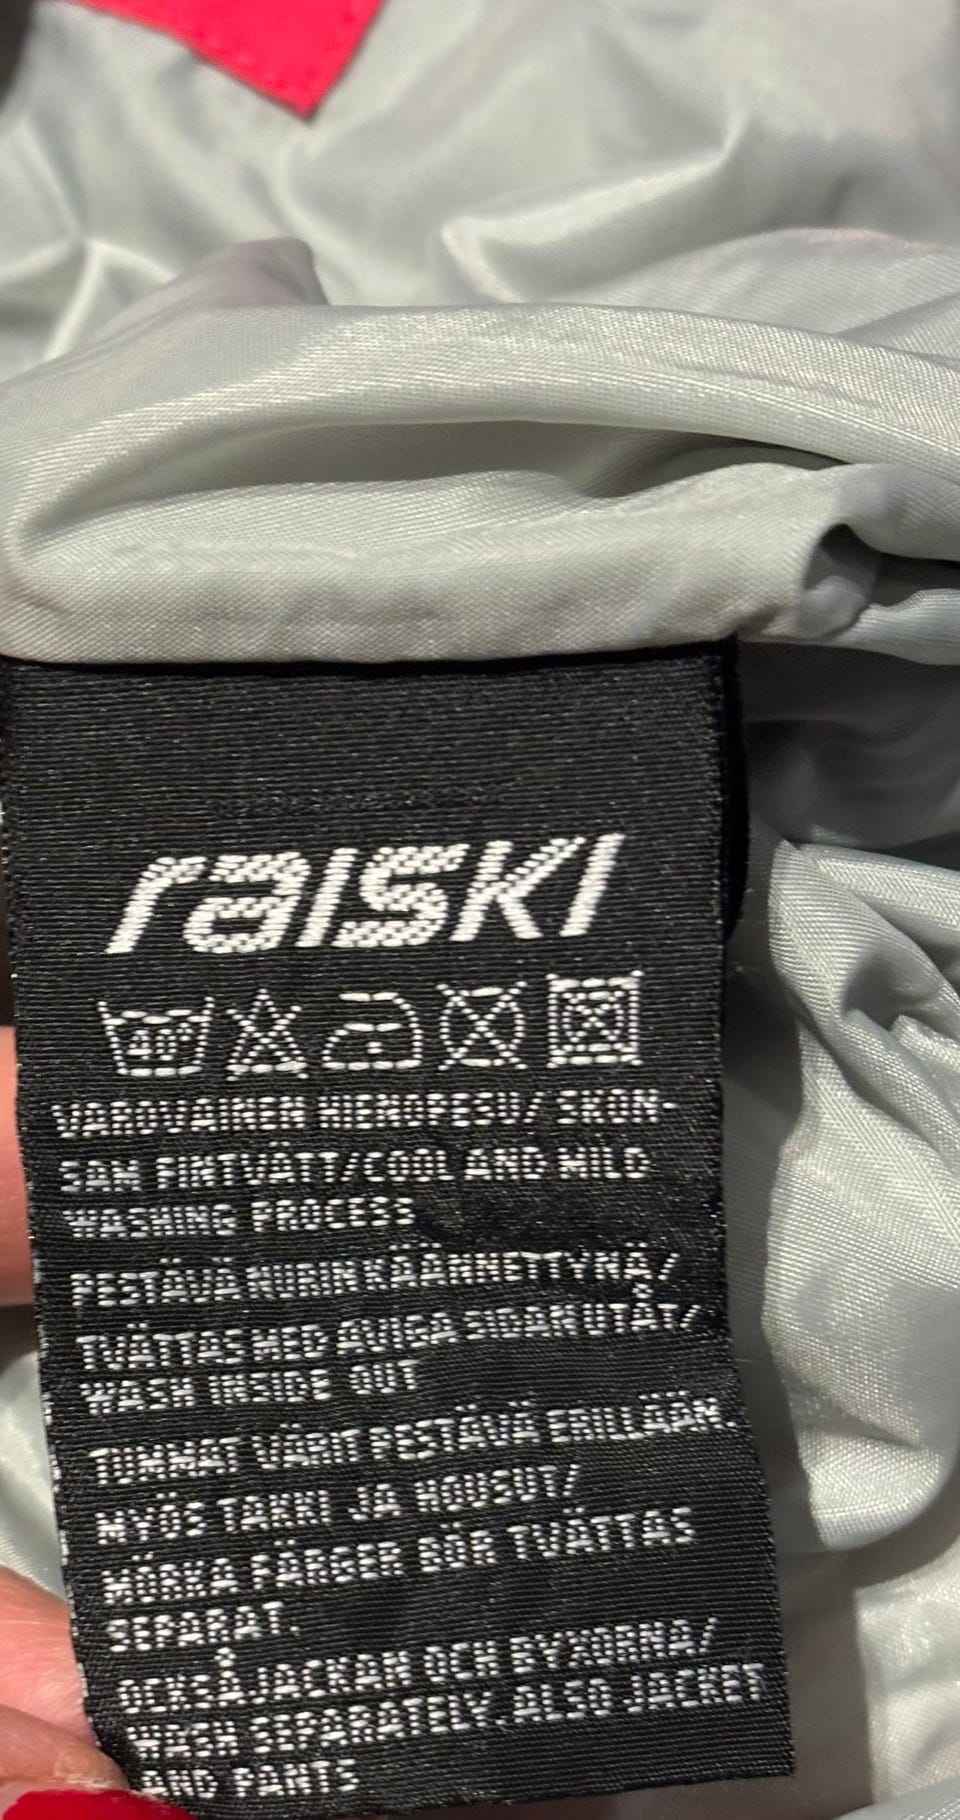 raiski
40°
VAROVAINEN HIENOPESU/ SKON-
SAM FINTVÄTT/COOL AND MILD
WASHING PROCESS
PESTÄVÄ NURIN KÄÄNNETTYNÄ/
TVÄTTAS MED AVIGA SIDAN UTÅT/
WASH INSIDE OUT
TUMMAT VÄRIT PESTÄVÄ ERILLÄÄN,
MYÖS TAKKI JA HOUSUT/
MÖRKA FÄRGER BÖR TVÄTTAS
SEPARAT.
OCKSÅ JACKAN OCH BYXORNA/
WASH SEPARATELY. ALSO JACKET
AND PANTS